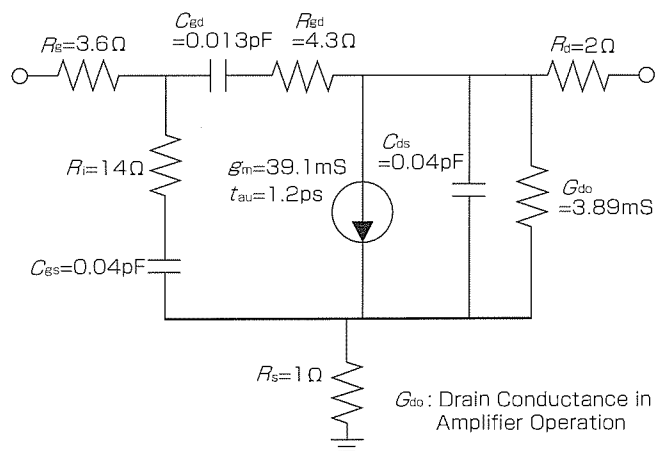 Cgd
=0.013pF
Rgd
=4.3Ω
Rg=3.6Ω
Rd=2Ω
Ri=14Ω
gm=39.1mS
tau=1.2ps
Cds
=0.04pF
Gdo
=3.89mS
Cgs=0.04pF
Rs=1Ω
Gdo : Drain Conductance in
Amplifier Operation